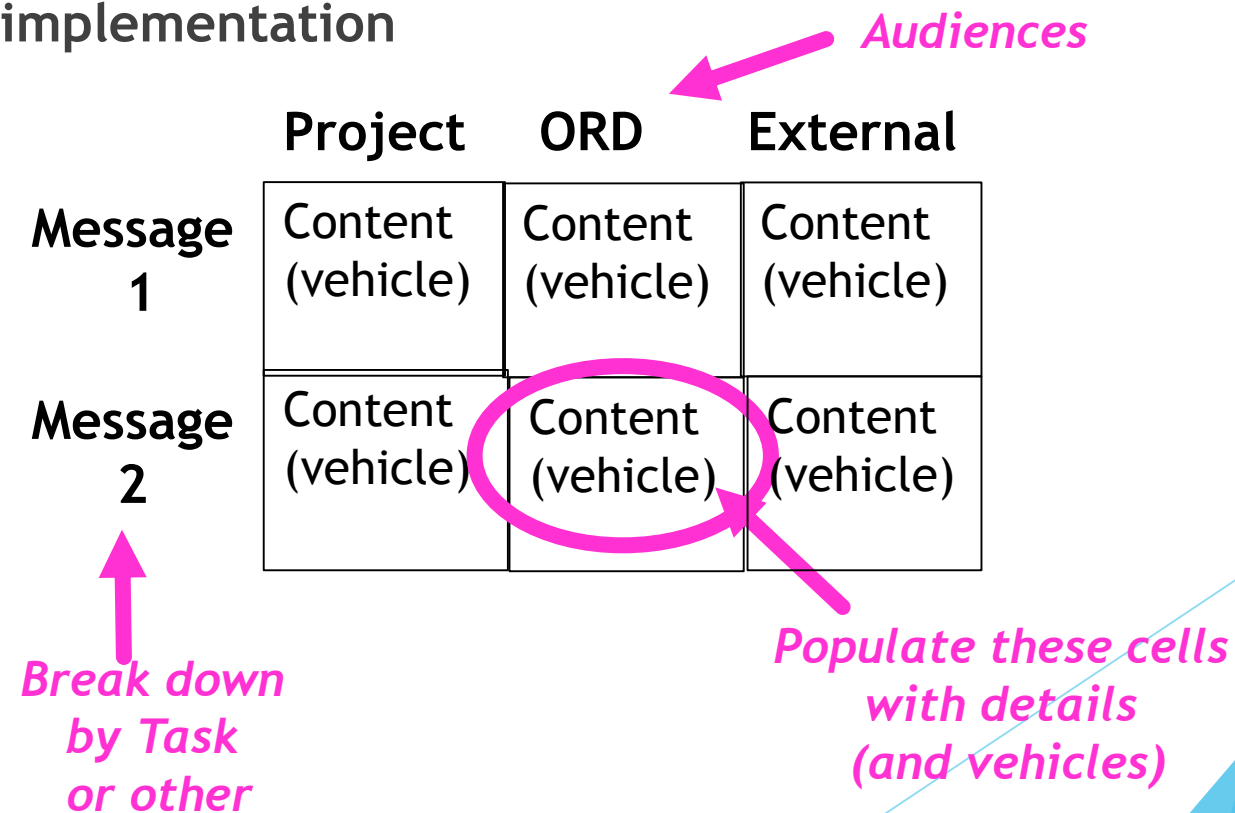 implementation
Audiences
Project ORD External
Message
1
Content
(vehicle)
Content
(vehicle)
Content
(vehicle)
Message
2
Content
(vehicle)
Content
(vehicle)
Content
(vehicle)
Break down
by Task
or other
Populate these cells
with details
(and vehicles)